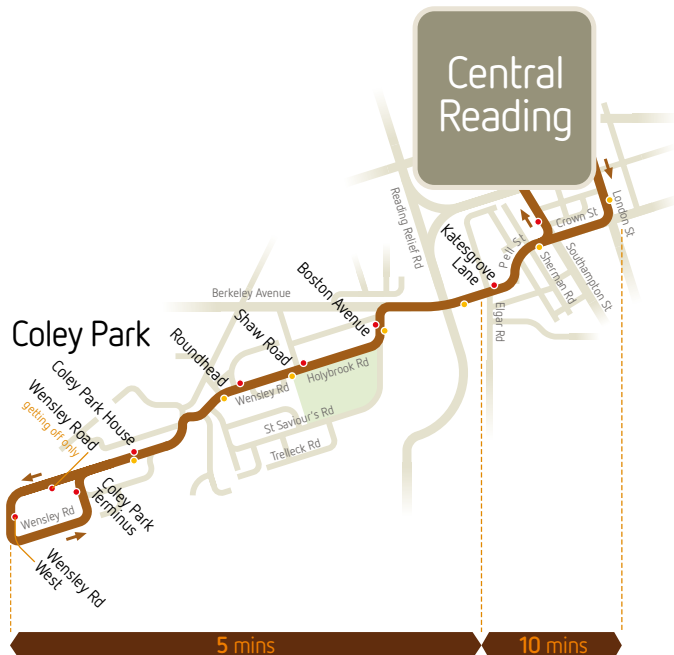 Central
Reading
London St
Crown St
Pell St
Southampton St
Sherman Rd
Reading Relief Rd
Katesgrove
Lane
Elgar Rd
Berkeley Avenue
Boston Avenue
Coley Park
Shaw Road
Roundhead
Holybrook Rd
Wensley Rd
St Saviour's Rd
Trelleck Rd
Coley Park House
Wensley Road
getting off only
Coley Park
Terminus
Wensley Rd
Wensley Rd
West
5 mins
10 mins